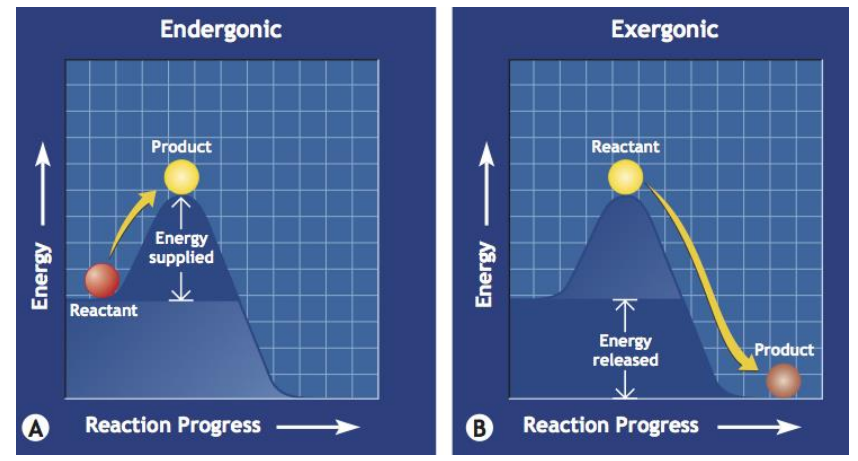 Endergonic
Product
Energy
supplied
Reactant
Energy
A
Reaction Progress
Exergonic
Reactant
Energy
released
Product
Energy
B
Reaction Progress